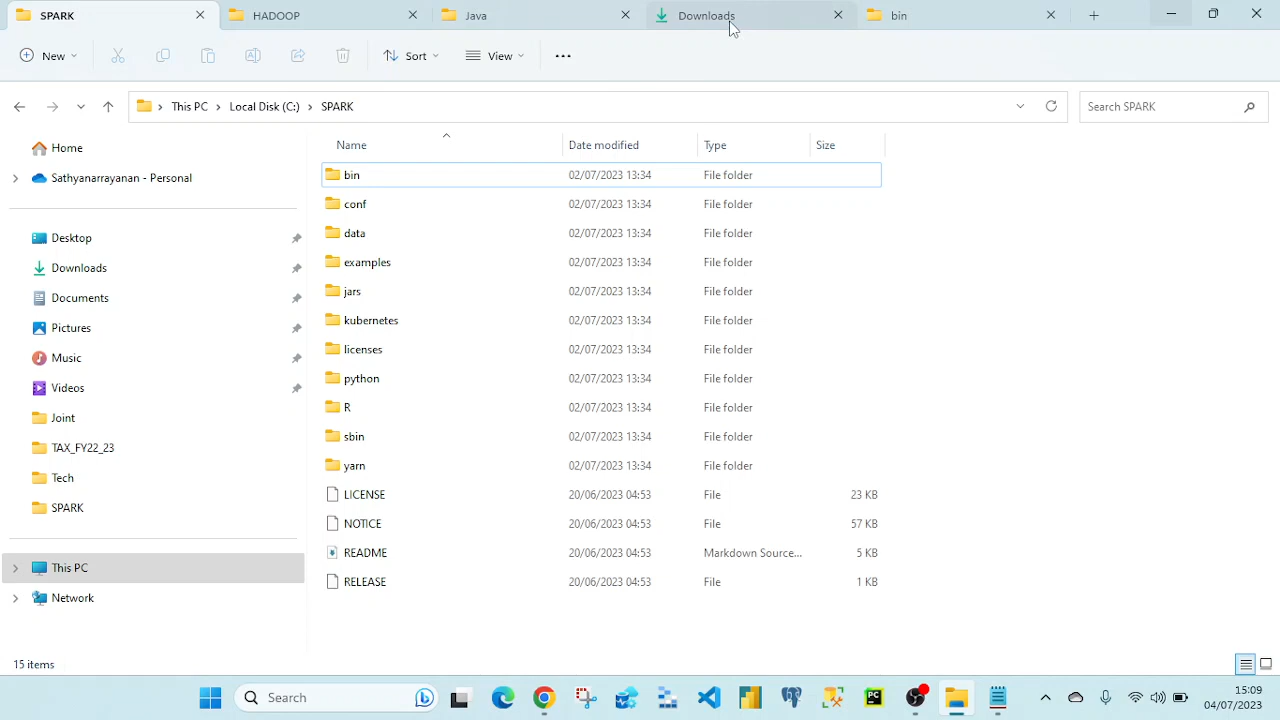 SPARK HADOOP Java Downloads bin
New Sort View
This PC Local Disk (C:) SPARK Search SPARK
Home
Sathyanarrayanan - Personal
Desktop
Downloads
Documents
Pictures
Music
Videos
Joint
TAX_FY22_23
Tech
SPARK
This PC
Network
Name Date modified Type Size
bin 02/07/2023 13:34 File folder
conf 02/07/2023 13:34 File folder
data 02/07/2023 13:34 File folder
examples 02/07/2023 13:34 File folder
jars 02/07/2023 13:34 File folder
kubernetes 02/07/2023 13:34 File folder
licenses 02/07/2023 13:34 File folder
python 02/07/2023 13:34 File folder
R 02/07/2023 13:34 File folder
sbin 02/07/2023 13:34 File folder
yarn 02/07/2023 13:34 File folder
LICENSE 20/06/2023 04:53 File 23 KB
NOTICE 20/06/2023 04:53 File 57 KB
README 20/06/2023 04:53 Markdown Source... 5 KB
RELEASE 20/06/2023 04:53 File 1 KB
15 items
Search PC 15:09
04/07/2023